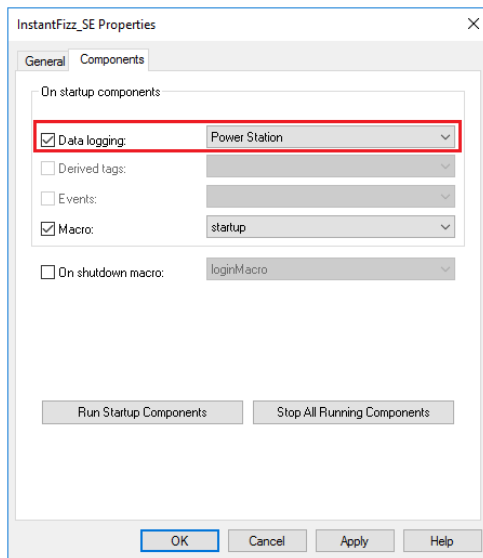 InstantFizz_SE Properties
General Components
On startup components
Data logging: Power Station
Derived tags:
Events:
Macro: startup
On shutdown macro: loginMacro
Run Startup Components Stop All Running Components
OK Cancel Apply Help